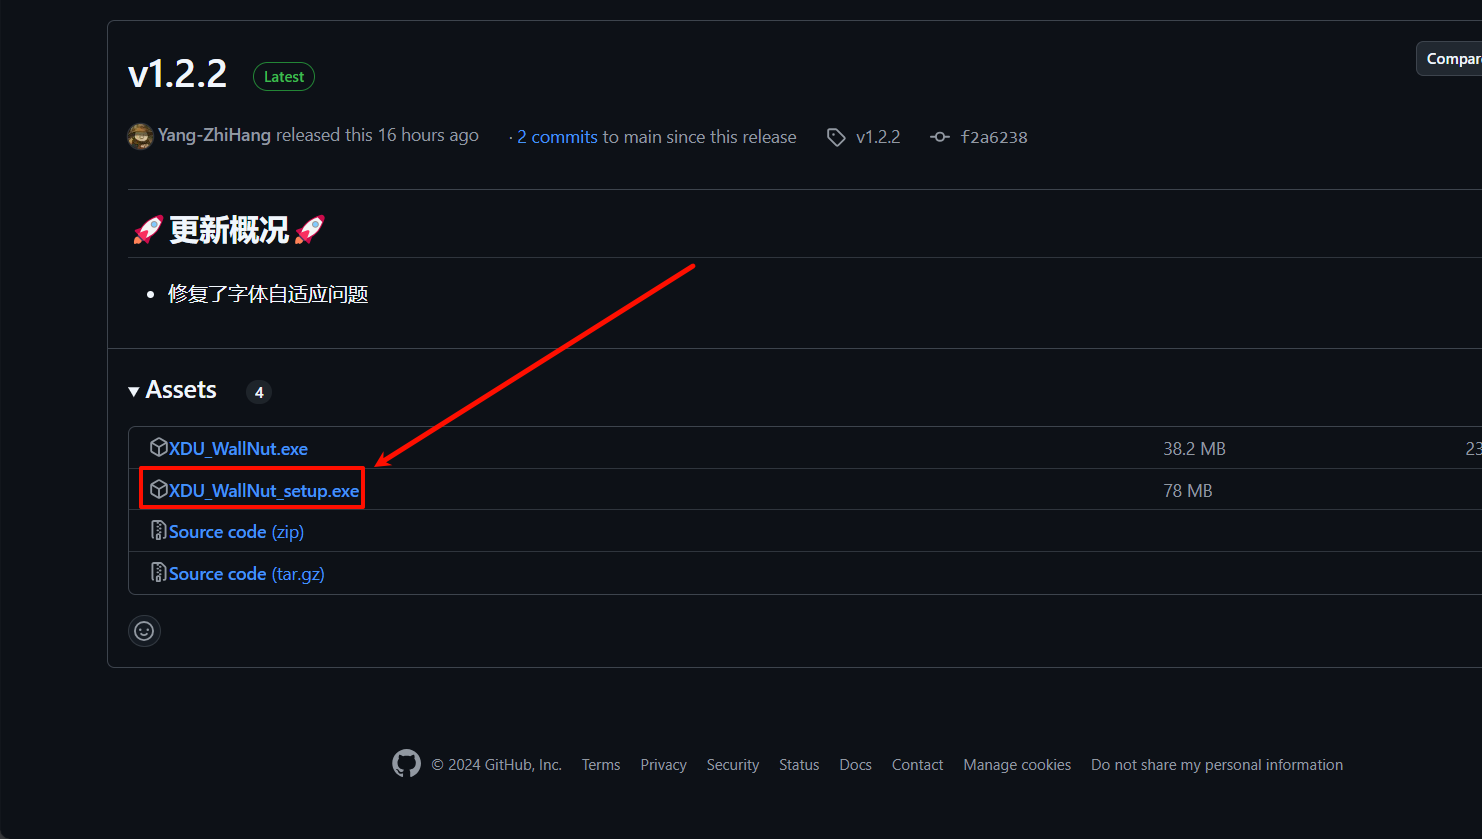 v1.2.2 Latest
Compar
Yang-ZhiHang released this 16 hours ago · 2 commits to main since this release v1.2.2 f2a6238
🚀 更新概况 🚀
• 修复了字体自适应问题
Assets 4
XDU_WallNut.exe 38.2 MB 23
XDU_WallNut_setup.exe 78 MB
Source code (zip)
Source code (tar.gz)
© 2024 GitHub, Inc. Terms Privacy Security Status Docs Contact Manage cookies Do not share my personal information